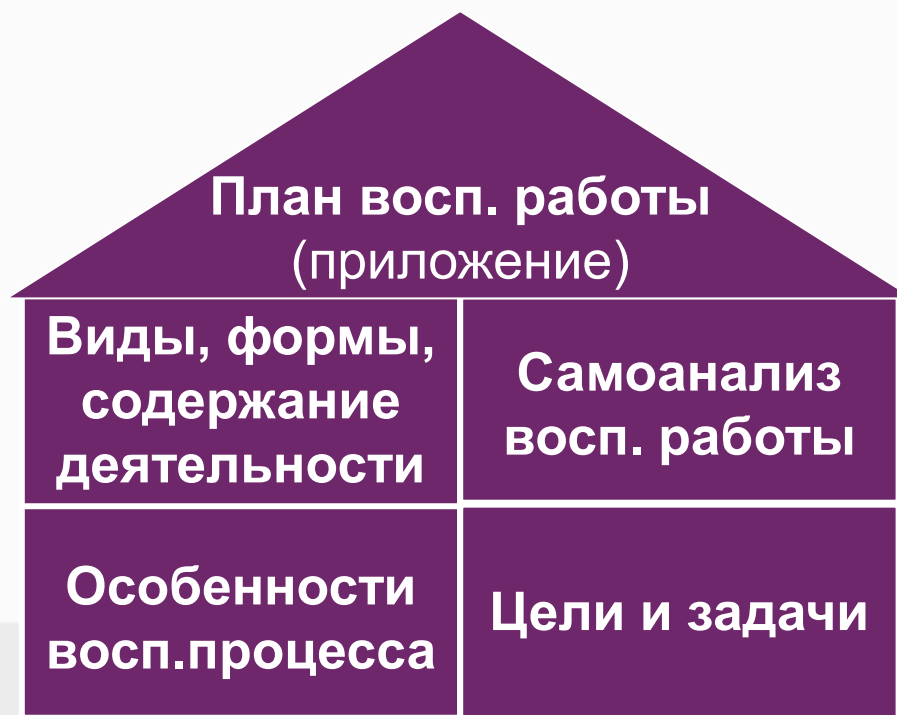 План восп. работы
(приложение)
Виды, формы,
содержание
деятельности
Самоанализ
восп. работы
Особенности
восп.процесса
Цели и задачи